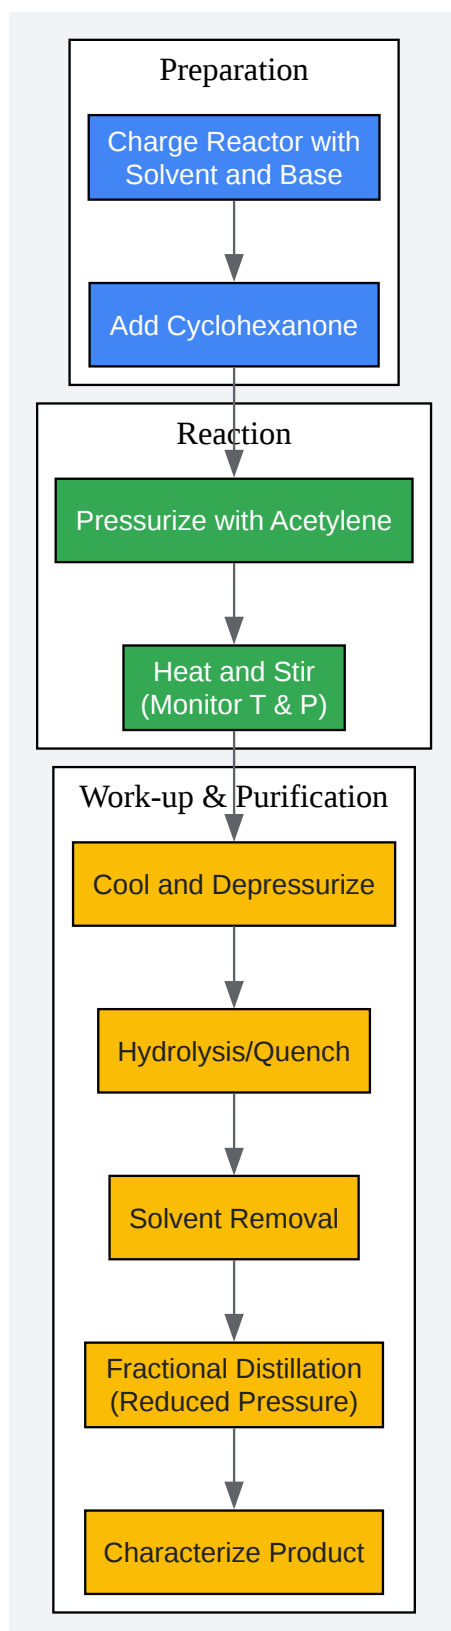 Preparation
Charge Reactor with
Solvent and Base
Add Cyclohexanone
Reaction
Pressurize with Acetylene
Heat and Stir
(Monitor T & P)
Work-up & Purification
Cool and Depressurize
Hydrolysis/Quench
Solvent Removal
Fractional Distillation
(Reduced Pressure)
Characterize Product